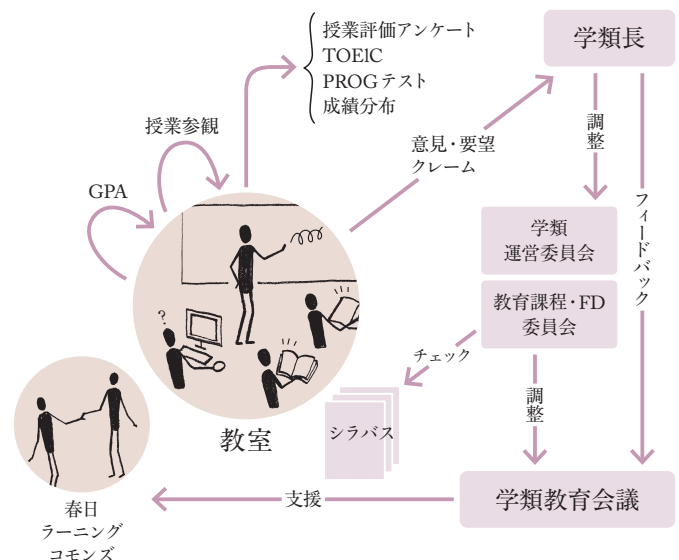 授業評価アンケート
TOEIC
PROGテスト
成績分布
学類長
授業参観
意見・要望
クレーム
調整
GPA
フィードバック
学類
運営委員会
教育課程・FD
委員会
?
チェック
調整
シラバス
教室
支援
学類教育会議
春日
ラーニング
コモンズ